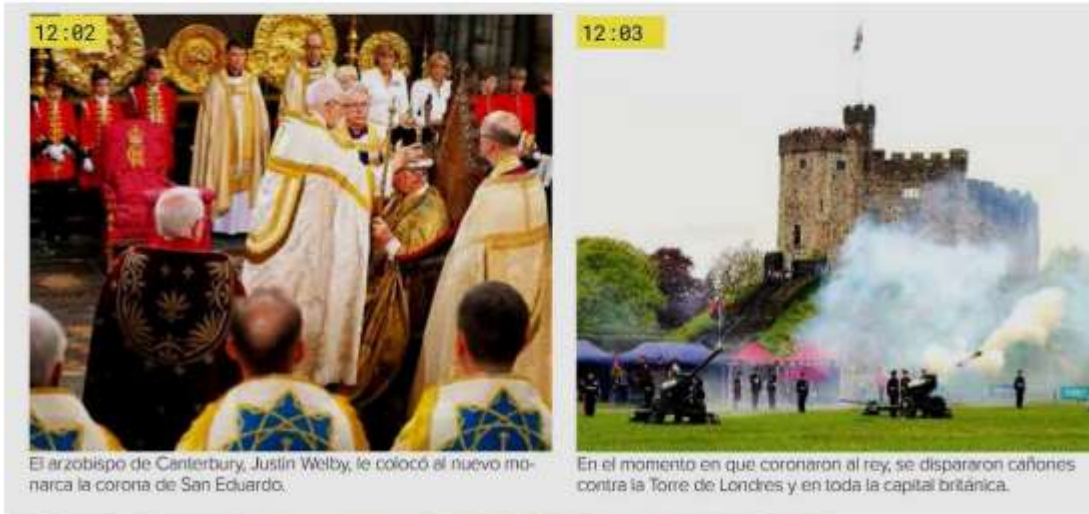 12:02
12:03
El arzobispo de Canterbury, Justin Welby, le colocó al nuevo mo-
narca la corona de San Eduardo.
En el momento en que coronaron al rey, se dispararon cañones
contra la Torre de Londres y en toda la capital británica.